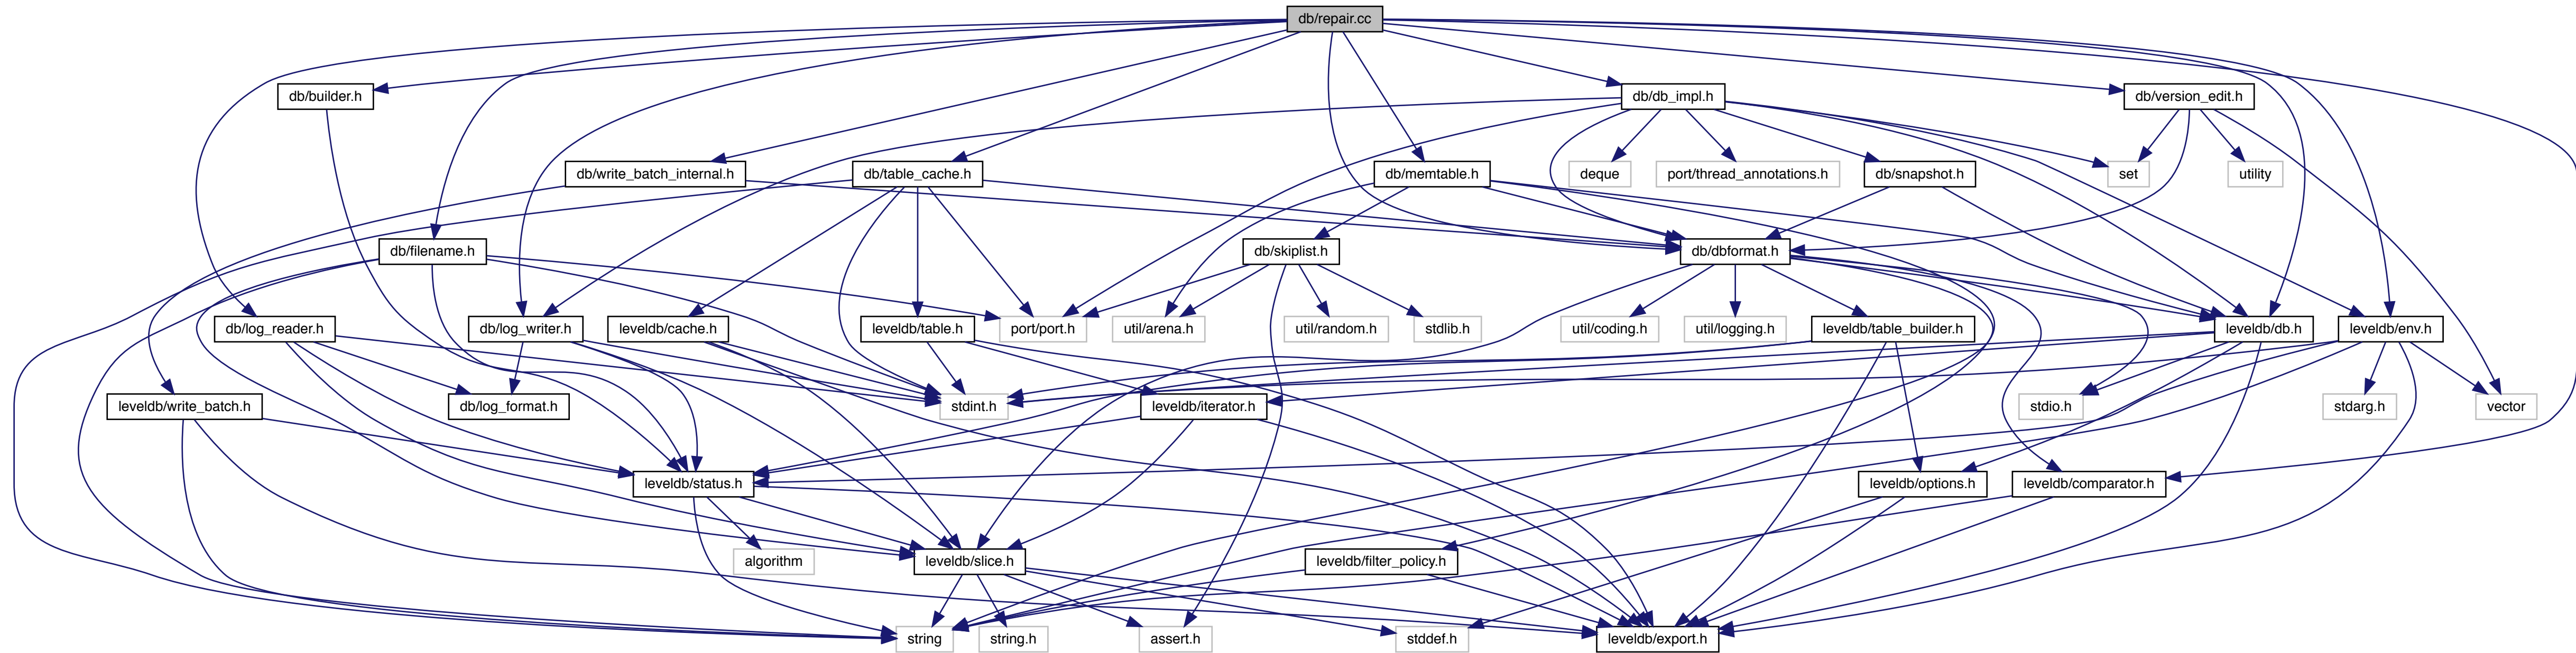 db/repair.cc
db/builder.h
db/db_impl.h
db/version_edit.h
db/write_batch_internal.h
db/table_cache.h
db/memtable.h
deque
port/thread_annotations.h
db/snapshot.h
set
utility
db/filename.h
db/skiplist.h
db/dbformat.h
db/log_reader.h
db/log_writer.h
leveldb/cache.h
leveldb/table.h
port/port.h
util/arena.h
util/random.h
stdlib.h
util/coding.h
util/logging.h
leveldb/table_builder.h
leveldb/db.h
leveldb/env.h
leveldb/write_batch.h
db/log_format.h
stdint.h
leveldb/iterator.h
stdio.h
stdarg.h
vector
leveldb/status.h
leveldb/options.h
leveldb/comparator.h
algorithm
leveldb/slice.h
leveldb/filter_policy.h
string
string.h
assert.h
stddef.h
leveldb/export.h